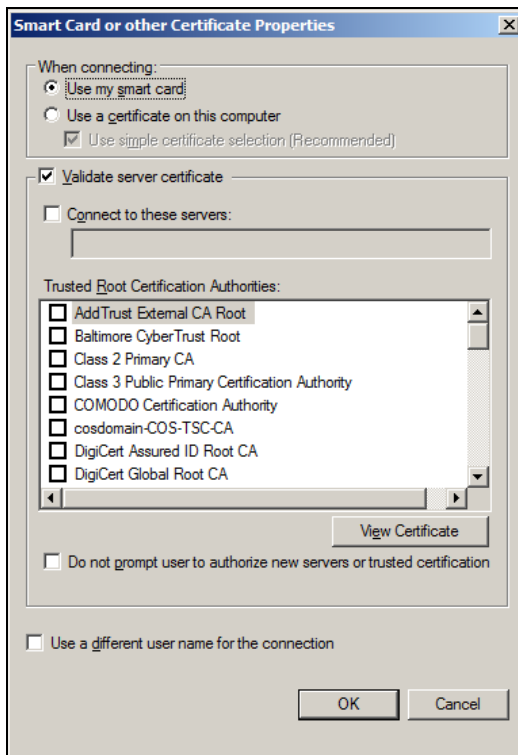 Smart Card or other Certificate Properties
When connecting:
Use my smart card
Use a certificate on this computer
Use simple certificate selection (Recommended)
Validate server certificate
Connect to these servers:
Trusted Root Certification Authorities:
AddTrust External CA Root
Baltimore CyberTrust Root
Class 2 Primary CA
Class 3 Public Primary Certification Authority
COMODO Certification Authority
cosdomain-COS-TSC-CA
DigiCert Assured ID Root CA
DigiCert Global Root CA
View Certificate
Do not prompt user to authorize new servers or trusted certification
Use a different user name for the connection
OK Cancel